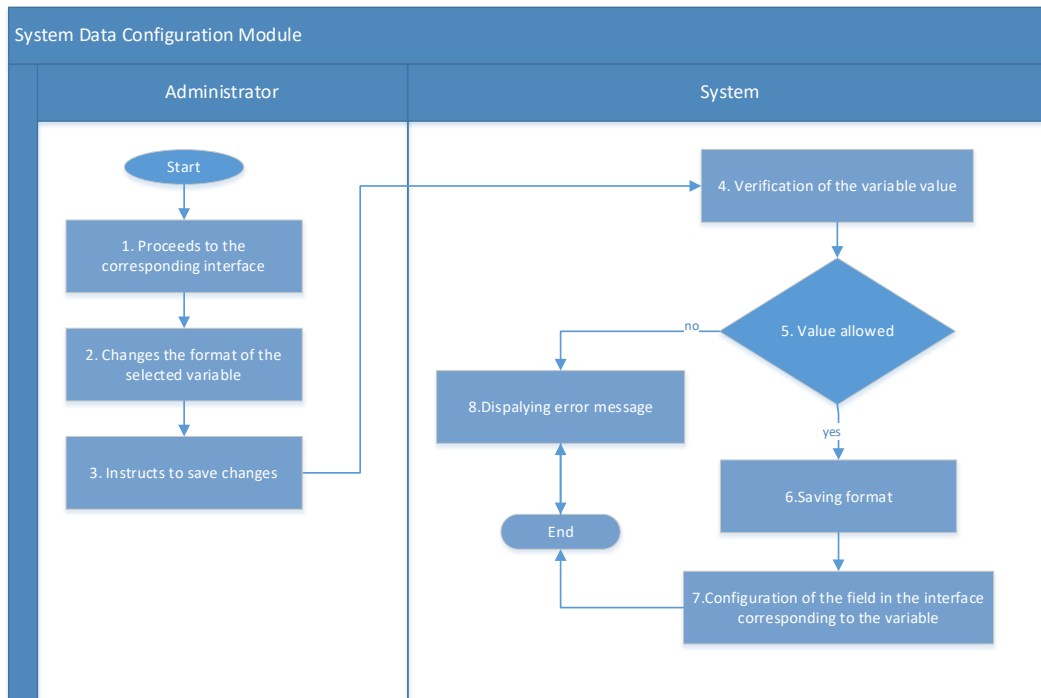 System Data Configuration Module
Administrator
System
Start
1. Proceeds to the
corresponding interface
2. Changes the format of the
selected variable
3. Instructs to save changes
4. Verification of the variable value
5. Value allowed
no
yes
8.Dispalying error message
6.Saving format
End
7.Configuration of the field in the interface
corresponding to the variable